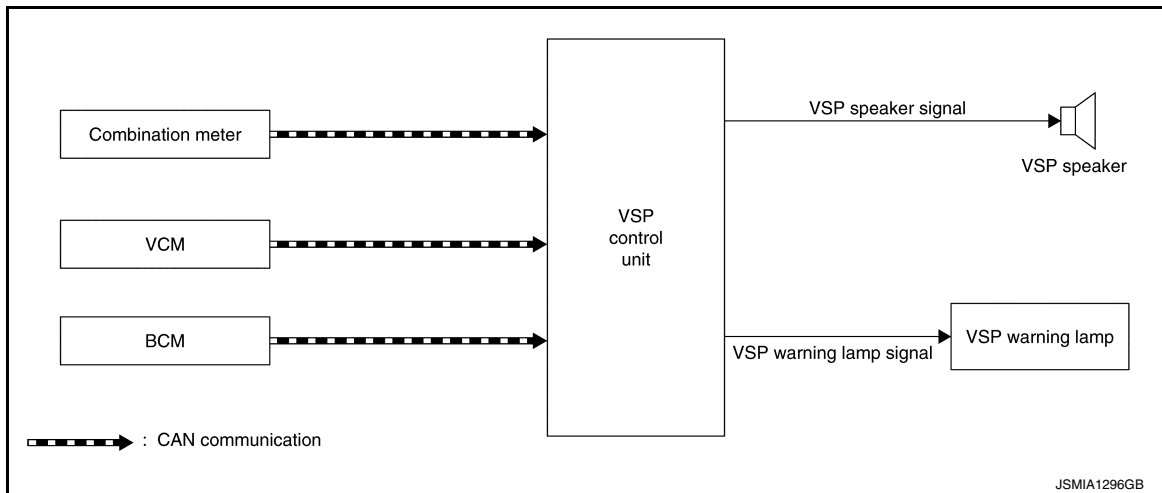 Combination meter
VCM
BCM
VSP
control
unit
VSP speaker signal
VSP speaker
VSP warning lamp signal
VSP warning lamp
: CAN communication
JSMIA1296GB